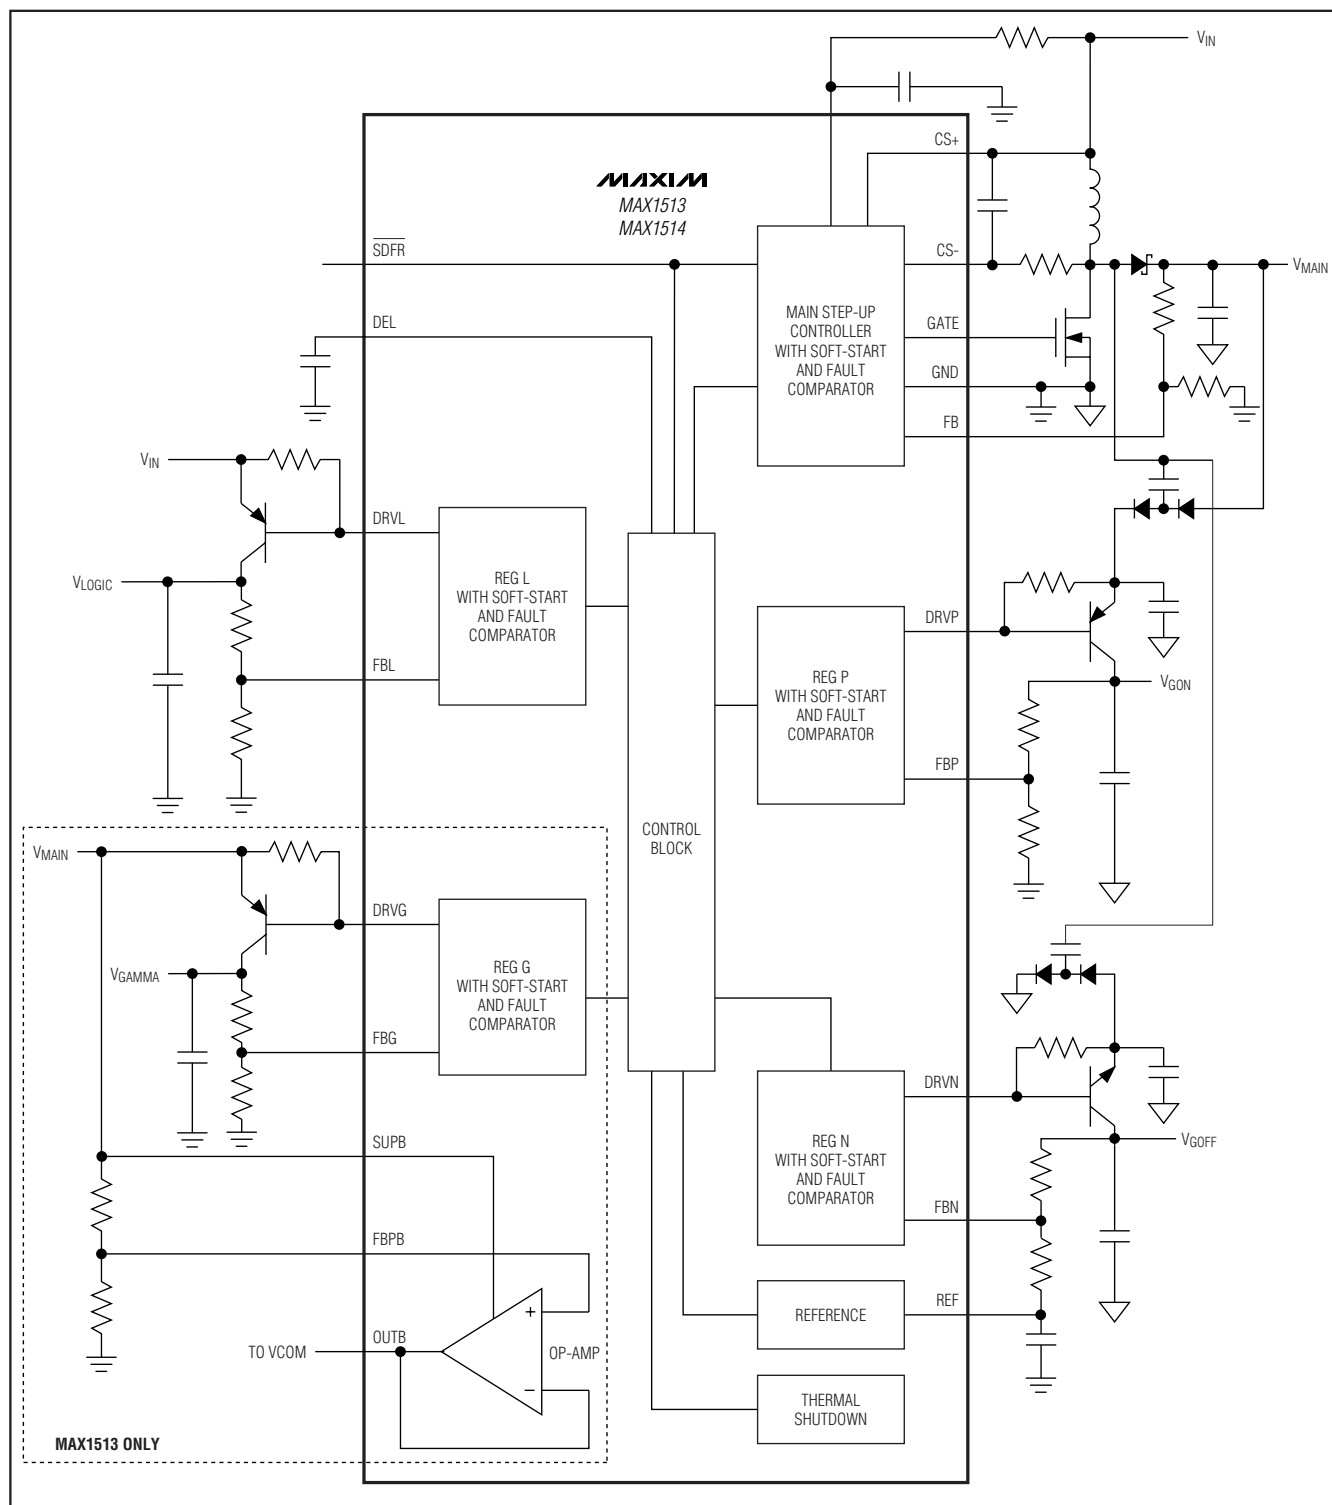 V_IN
CS+
MAXIM
MAX1513
MAX1514
SDFR
CS-
V_MAIN
DEL
MAIN STEP-UP
CONTROLLER
WITH SOFT-START
AND FAULT
COMPARATOR
GATE
GND
FB
V_IN
DRVL
REG L
WITH SOFT-START
AND FAULT
COMPARATOR
V_LOGIC
FBL
DRVP
REG P
WITH SOFT-START
AND FAULT
COMPARATOR
V_GON
FBP
CONTROL
BLOCK
V_MAIN
DRVG
REG G
WITH SOFT-START
AND FAULT
COMPARATOR
V_GAMMA
FBG
DRVN
REG N
WITH SOFT-START
AND FAULT
COMPARATOR
V_GOFF
FBN
SUPB
FBPB
REFERENCE
REF
+
OUTB
TO VCOM
OP-AMP
−
THERMAL
SHUTDOWN
MAX1513 ONLY